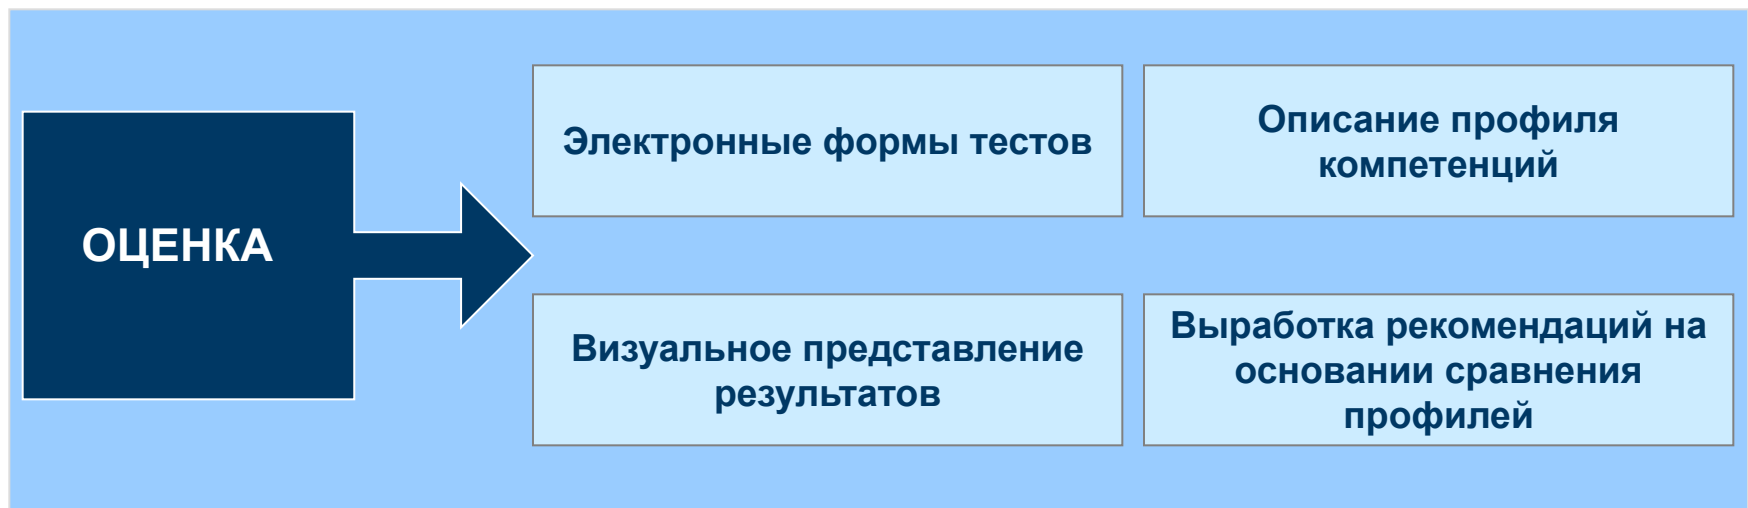 ОЦЕНКА
Электронные формы тестов
Описание профиля
компетенций
Визуальное представление
результатов
Выработка рекомендаций на
основании сравнения
профилей